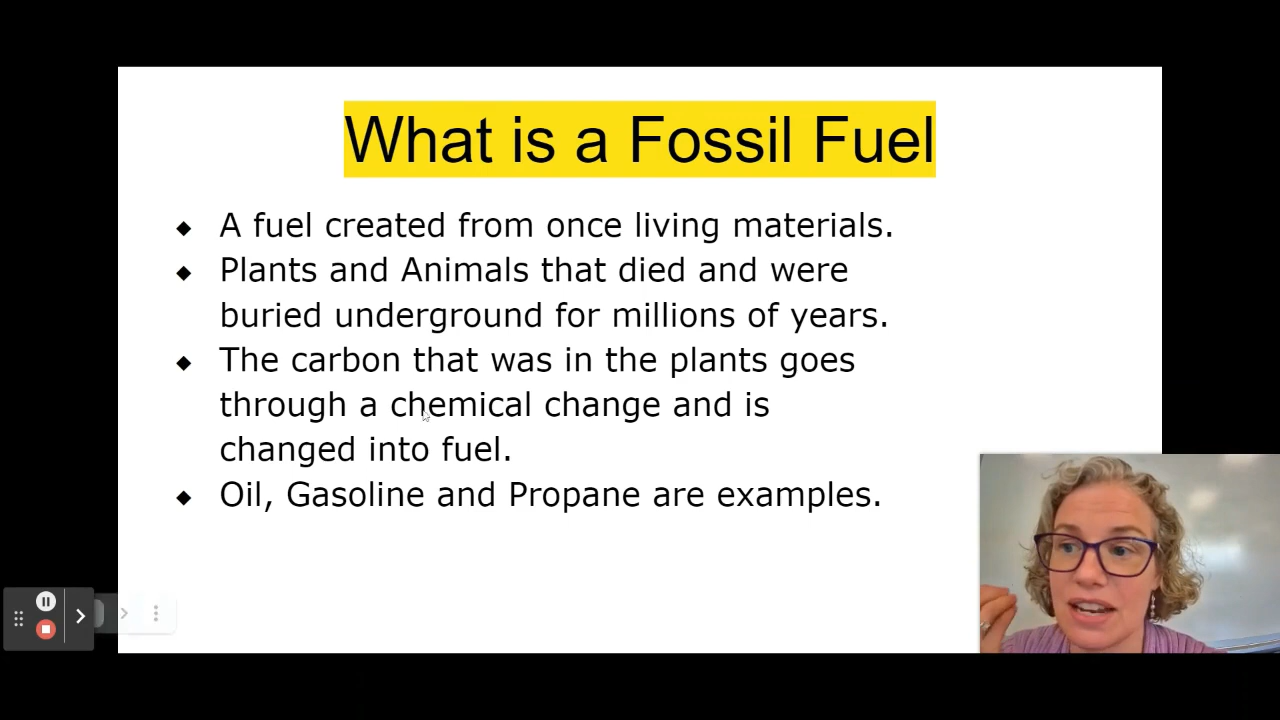 What is a Fossil Fuel
◆ A fuel created from once living materials.
◆ Plants and Animals that died and were
buried underground for millions of years.
◆ The carbon that was in the plants goes
through a chemical change and is
changed into fuel.
◆ Oil, Gasoline and Propane are examples.